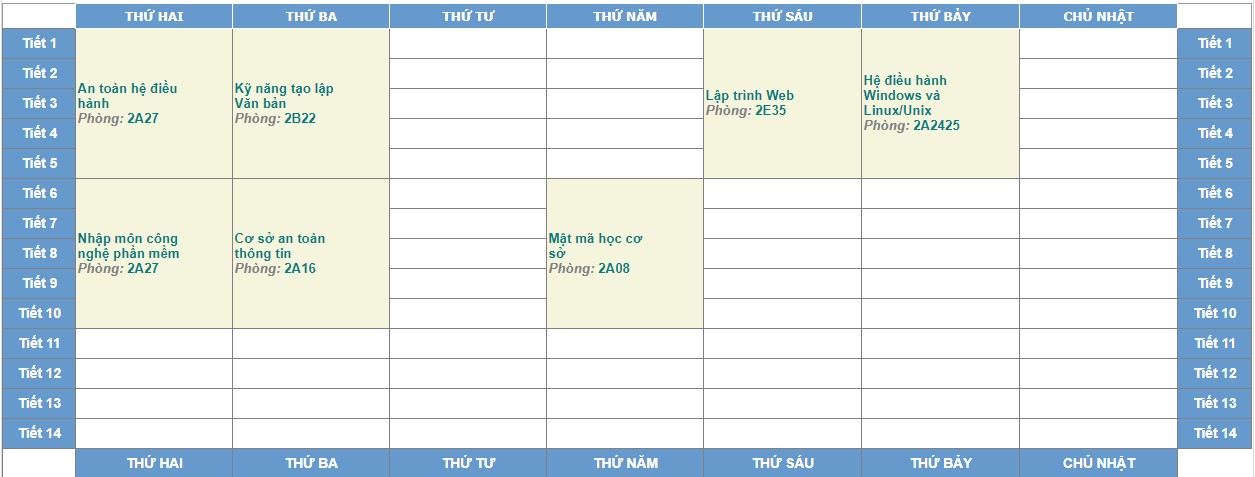 THỨ HAI THỨ BA THỨ TƯ THỨ NĂM THỨ SÁU THỨ BẢY CHỦ NHẬT
Tiết 1 Tiết 1
Tiết 2 Tiết 2
Tiết 3 Tiết 3
Tiết 4 Tiết 4
Tiết 5 Tiết 5
An toàn hệ điều
hành
Phòng: 2A27
Kỹ năng tạo lập
Văn bản
Phòng: 2B22
Lập trình Web
Phòng: 2E35
Hệ điều hành
Windows và
Linux/Unix
Phòng: 2A2425
Tiết 6 Tiết 6
Tiết 7 Tiết 7
Tiết 8 Tiết 8
Tiết 9 Tiết 9
Tiết 10 Tiết 10
Nhập môn công
nghệ phần mềm
Phòng: 2A27
Cơ sở an toàn
thông tin
Phòng: 2A16
Mật mã học cơ
sở
Phòng: 2A08
Tiết 11 Tiết 11
Tiết 12 Tiết 12
Tiết 13 Tiết 13
Tiết 14 Tiết 14
THỨ HAI THỨ BA THỨ TƯ THỨ NĂM THỨ SÁU THỨ BẢY CHỦ NHẬT